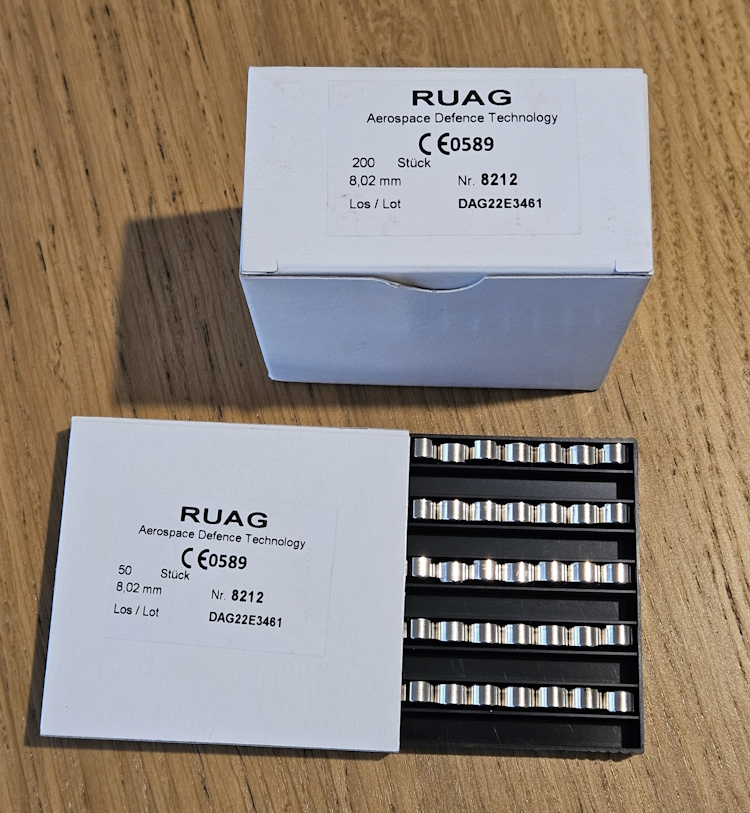 RUAG
Aerospace Defence Technology
CE0589
200 Stück
8,02 mm Nr. 8212
Los / Lot DAG22E3461
RUAG
Aerospace Defence Technology
CE0589
50 Stück
8,02 mm Nr. 8212
Los / Lot DAG22E3461